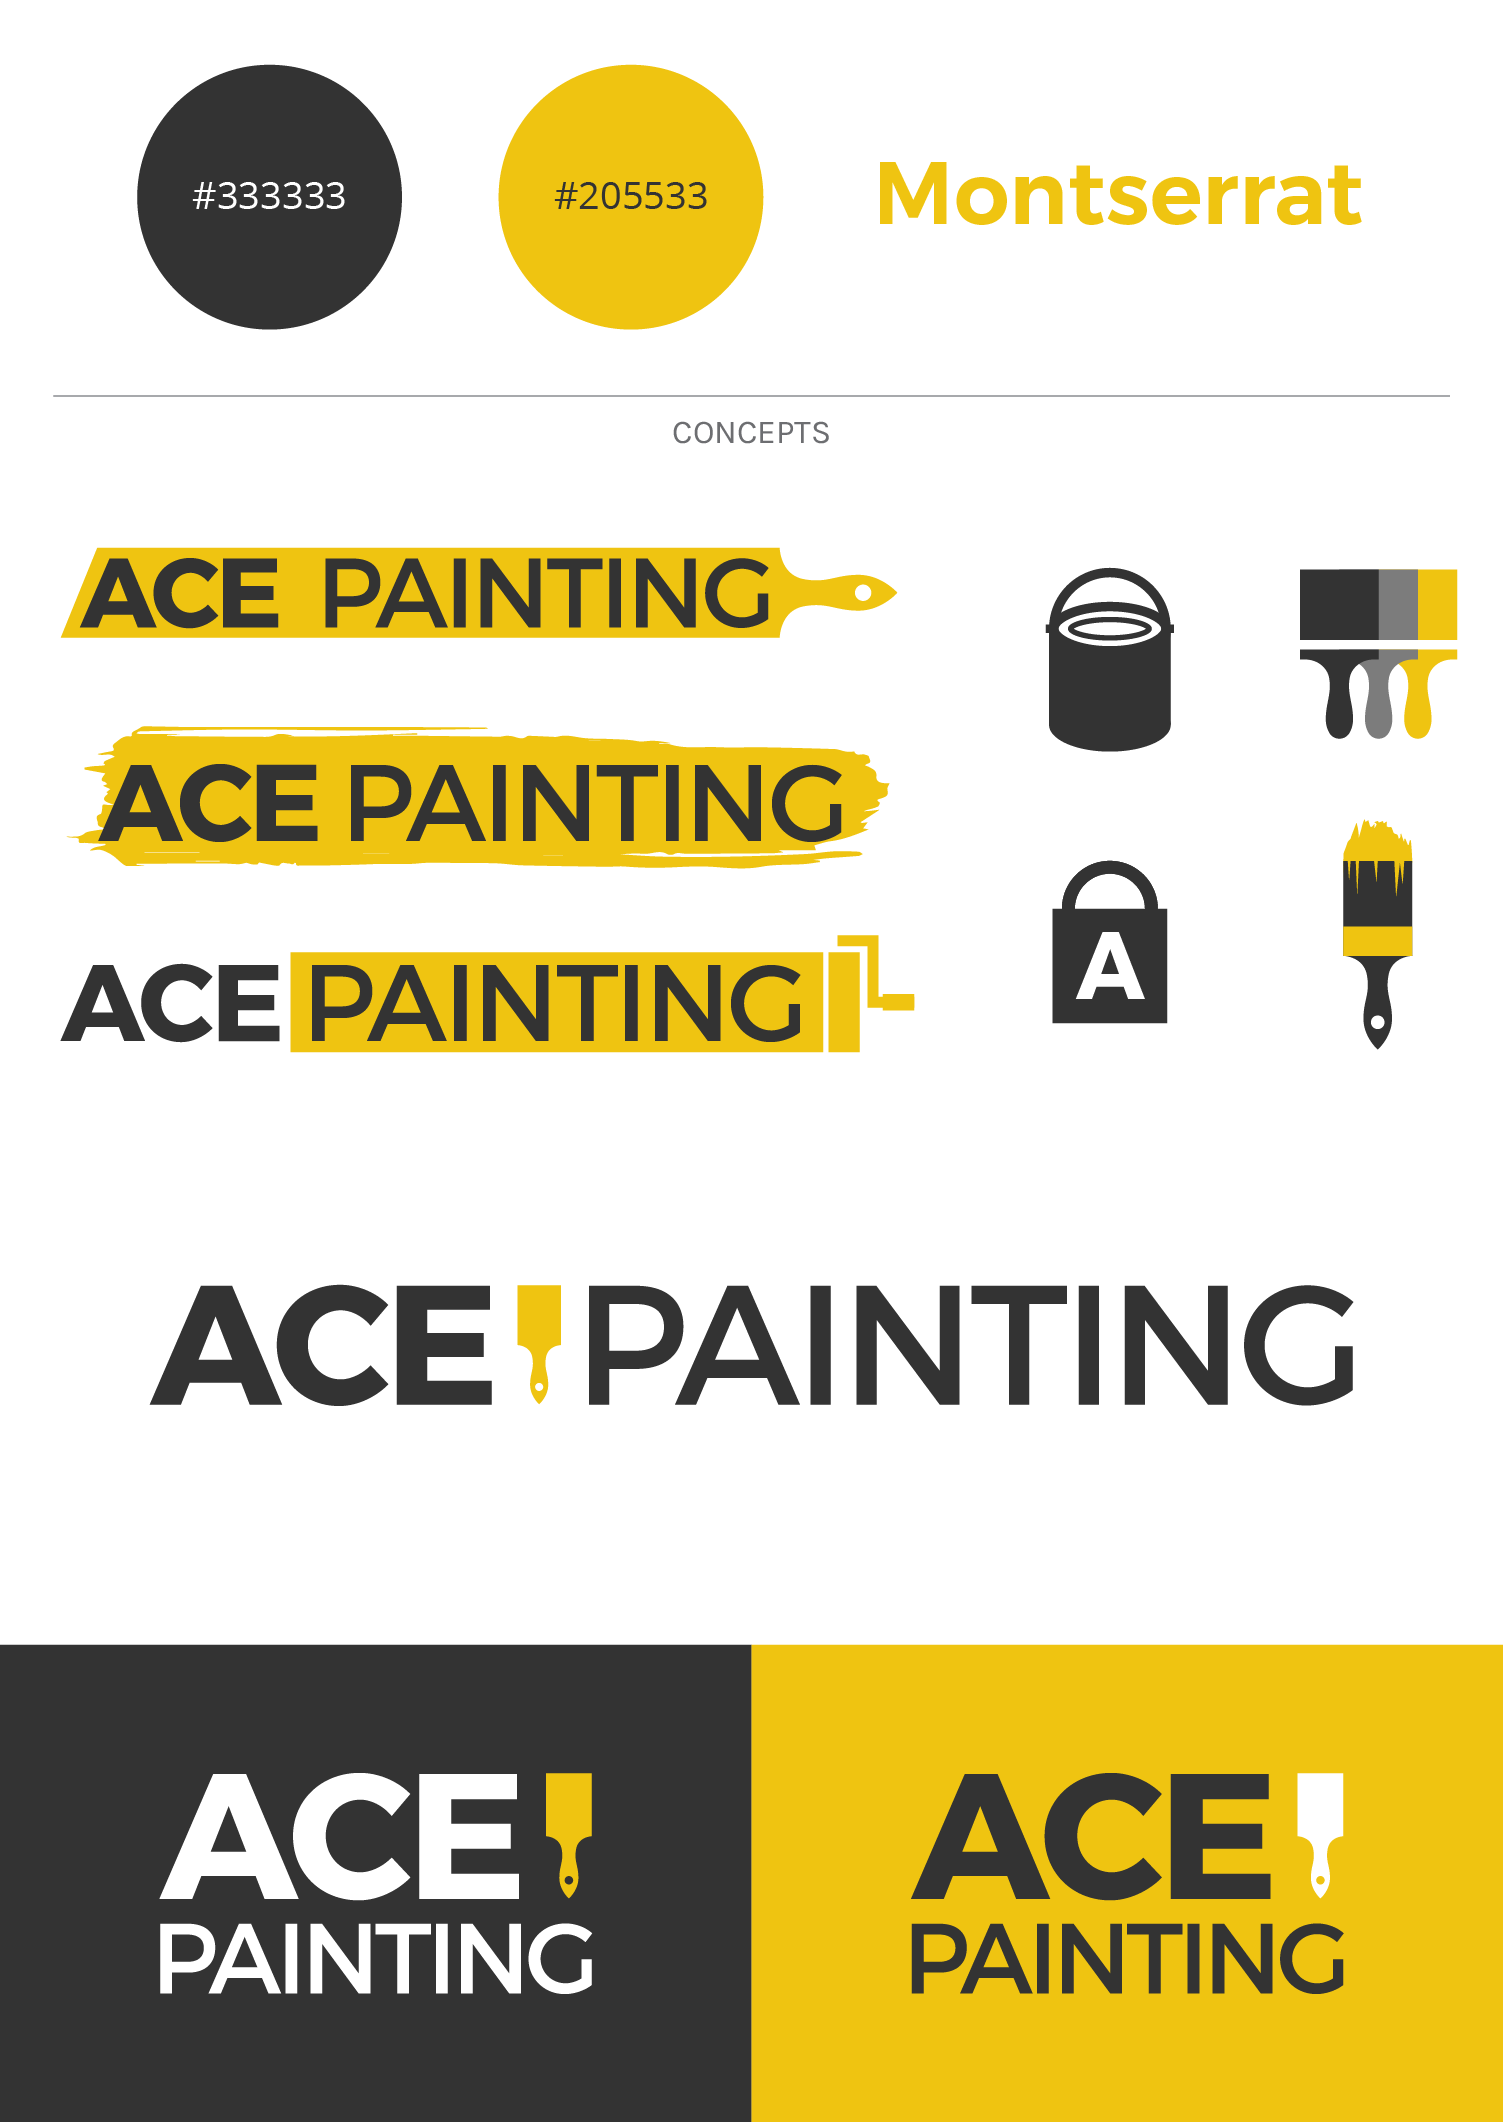 #333333
#205533
Montserrat
CONCEPTS
ACE PAINTING
ACE PAINTING
ACE PAINTING
A
ACE PAINTING
ACE
PAINTING
ACE
PAINTING